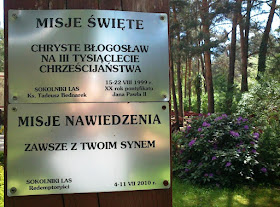 MISJE ŚWIĘTE
CHRYSTE BŁOGOSŁAW
NA III TYSIĄCLECIE
CHRZEŚCIJAŃSTWA
15-22 VIII 1999 r.
SOKOLNIKI LAS XX rok pontyfikatu
Ks. Tadeusz Bednarek Jana Pawła II
MISJE NAWIEDZENIA
ZAWSZE Z TWOIM SYNEM
SOKOLNIKI LAS
Redemptoryści 4-11 VII 2010 r.